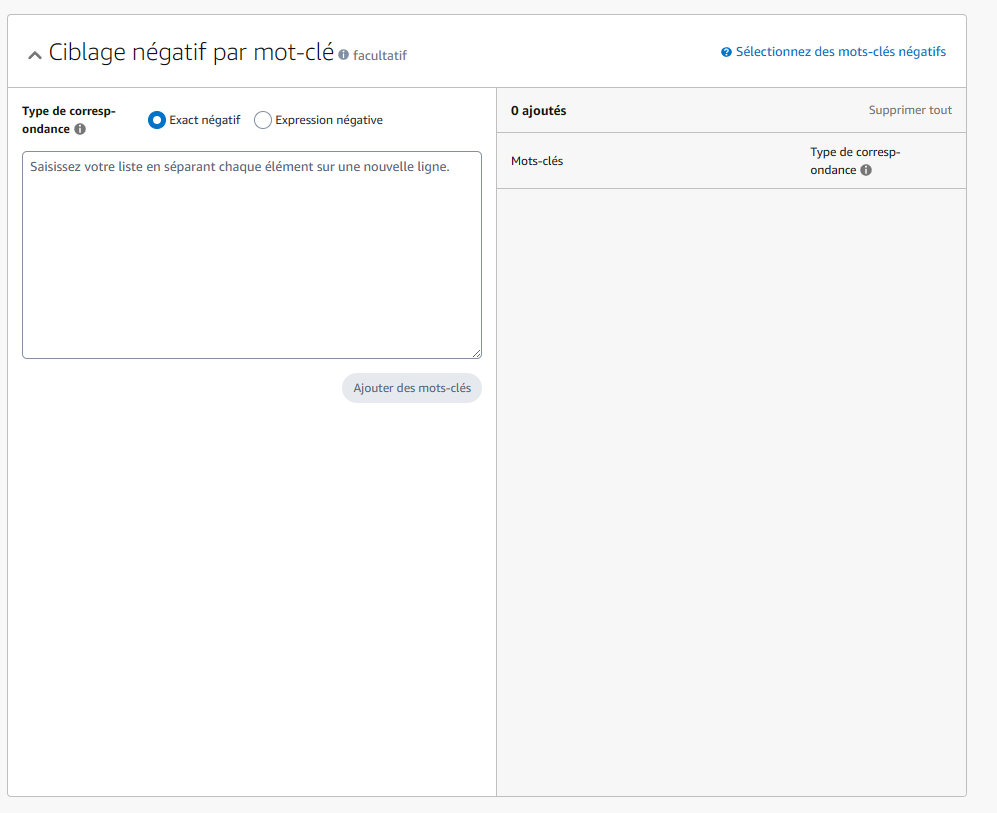 Ciblage négatif par mot-clé facultatif
Sélectionnez des mots-clés négatifs
Type de corresp-
ondance
Exact négatif
Expression négative
Saisissez votre liste en séparant chaque élément sur une nouvelle ligne.
Ajouter des mots-clés
0 ajoutés
Supprimer tout
Mots-clés
Type de corresp-
ondance